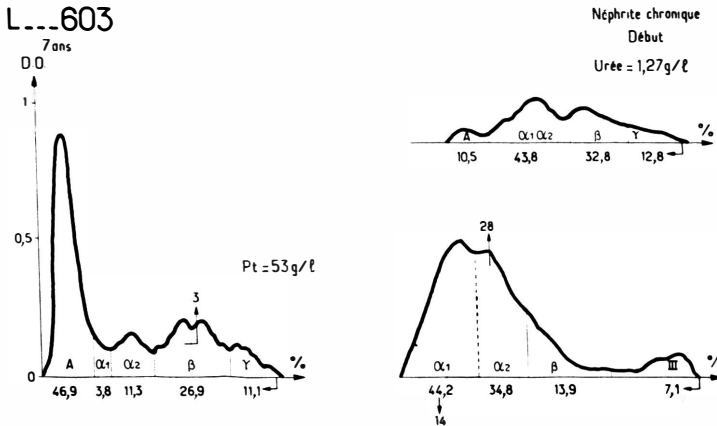 L---603
7ans
D.O.
1
0,5
0
Pt=53g/ℓ
3
A α1 α2 β γ %
46,9 3,8 11,3 26,9 11,1
Néphrite chronique
Début
Urée=1,27g/ℓ
A α1 α2 β γ %
10,5 43,8 32,8 12,8
28
α1 α2 β III %
44,2 34,8 13,9 7,1
14